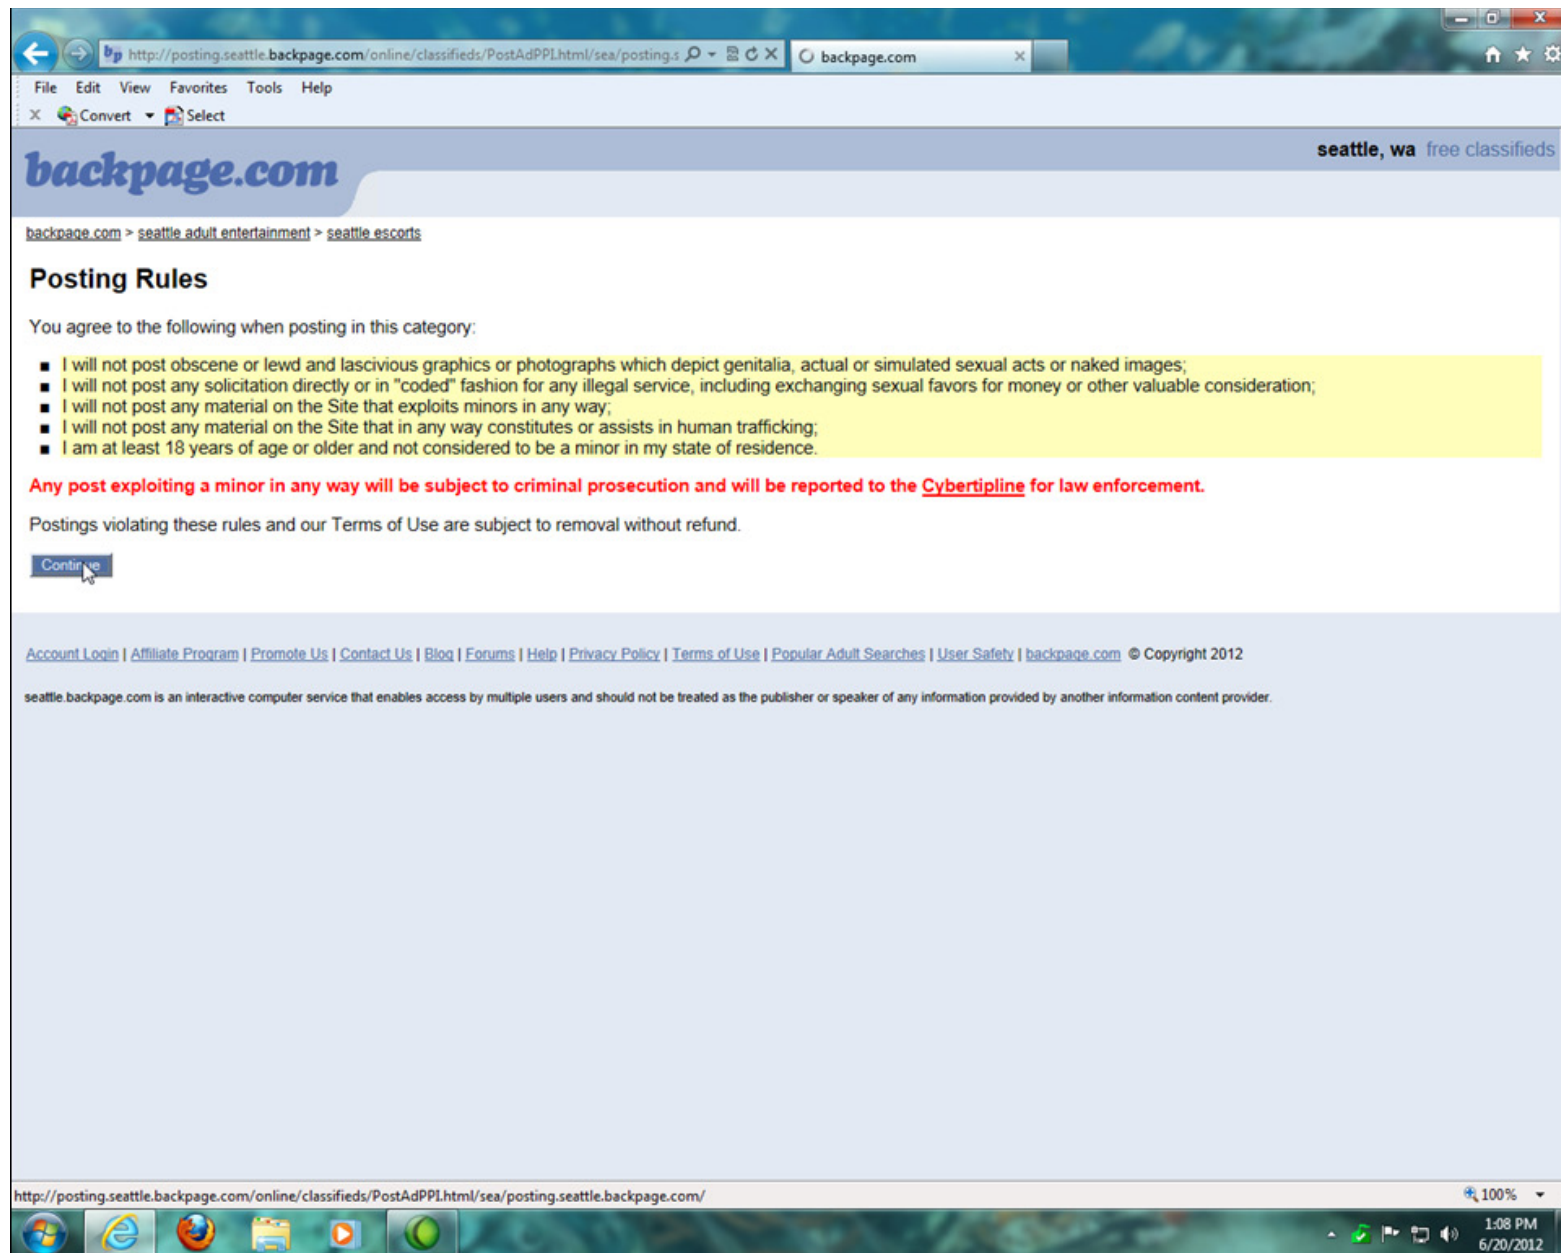 http://posting.seattle.backpage.com/online/classifieds/PostAdPPI.html/sea/posting.s
backpage.com
File Edit View Favorites Tools Help
Convert Select
backpage.com
seattle, wa free classifieds
backpage.com > seattle adult entertainment > seattle escorts
Posting Rules
You agree to the following when posting in this category:
■ I will not post obscene or lewd and lascivious graphics or photographs which depict genitalia, actual or simulated sexual acts or naked images;
■ I will not post any solicitation directly or in "coded" fashion for any illegal service, including exchanging sexual favors for money or other valuable consideration;
■ I will not post any material on the Site that exploits minors in any way;
■ I will not post any material on the Site that in any way constitutes or assists in human trafficking;
■ I am at least 18 years of age or older and not considered to be a minor in my state of residence.
Any post exploiting a minor in any way will be subject to criminal prosecution and will be reported to the Cybertipline for law enforcement.
Postings violating these rules and our Terms of Use are subject to removal without refund.
Continue
Account Login | Affiliate Program | Promote Us | Contact Us | Blog | Forums | Help | Privacy Policy | Terms of Use | Popular Adult Searches | User Safety | backpage.com © Copyright 2012
seattle.backpage.com is an interactive computer service that enables access by multiple users and should not be treated as the publisher or speaker of any information provided by another information content provider.
http://posting.seattle.backpage.com/online/classifieds/PostAdPPI.html/sea/posting.seattle.backpage.com/
100%
1:08 PM
6/20/2012